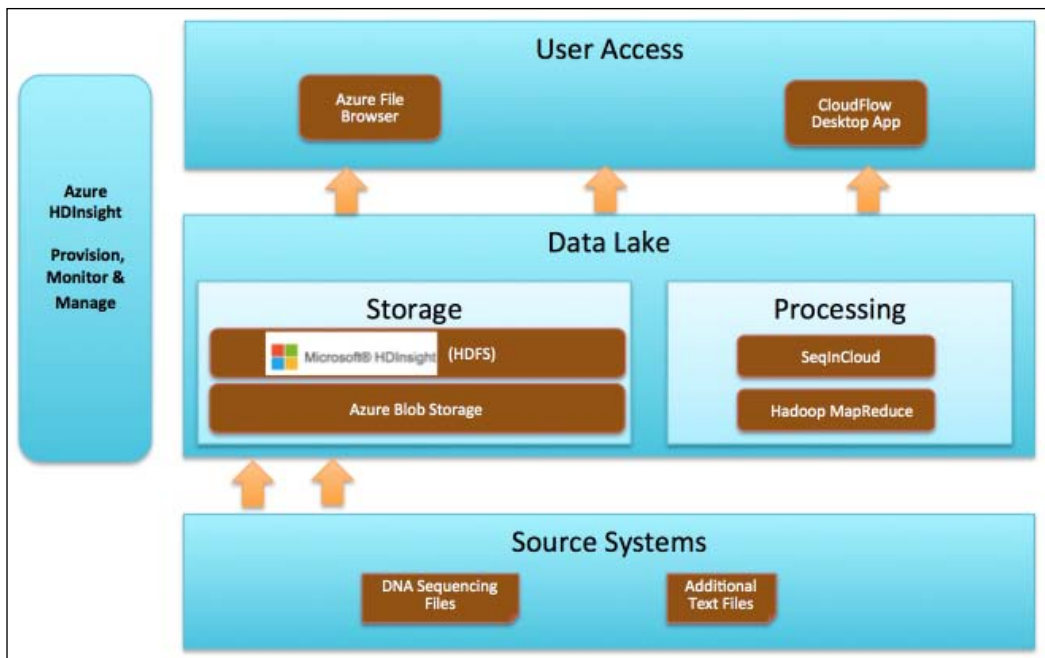 User Access
Azure File
Browser
CloudFlow
Desktop App
Azure
HDInsight
Provision,
Monitor &
Manage
Data Lake
Storage
Microsoft® HDInsight (HDFS)
Azure Blob Storage
Processing
SeqInCloud
Hadoop MapReduce
Source Systems
DNA Sequencing
Files
Additional
Text Files